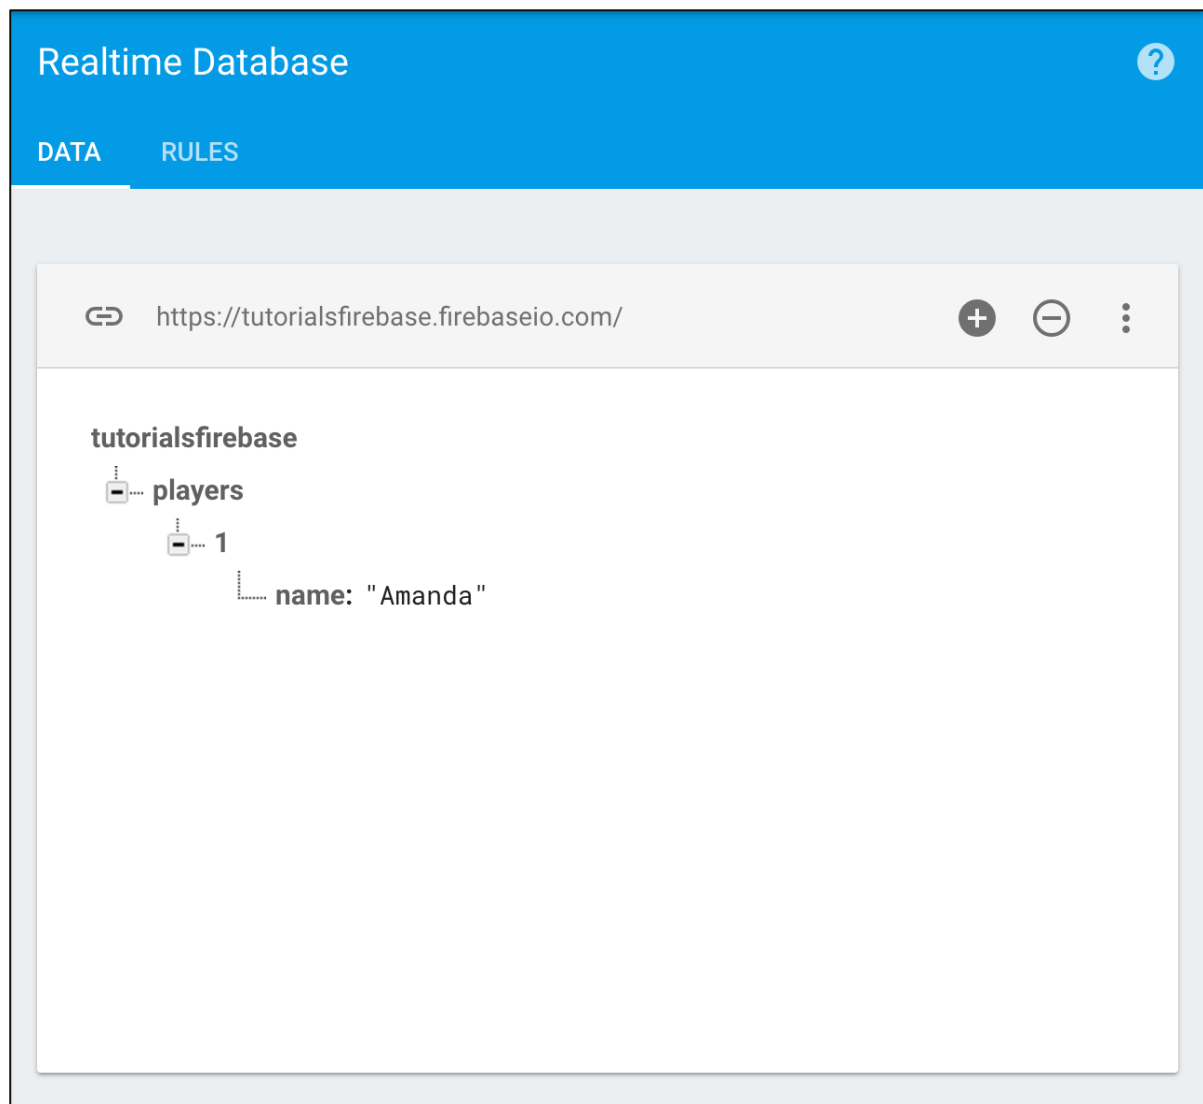 Realtime Database
?
DATA RULES
https://tutorialsfirebase.firebaseio.com/
tutorialsfirebase
players
1
name: "Amanda"